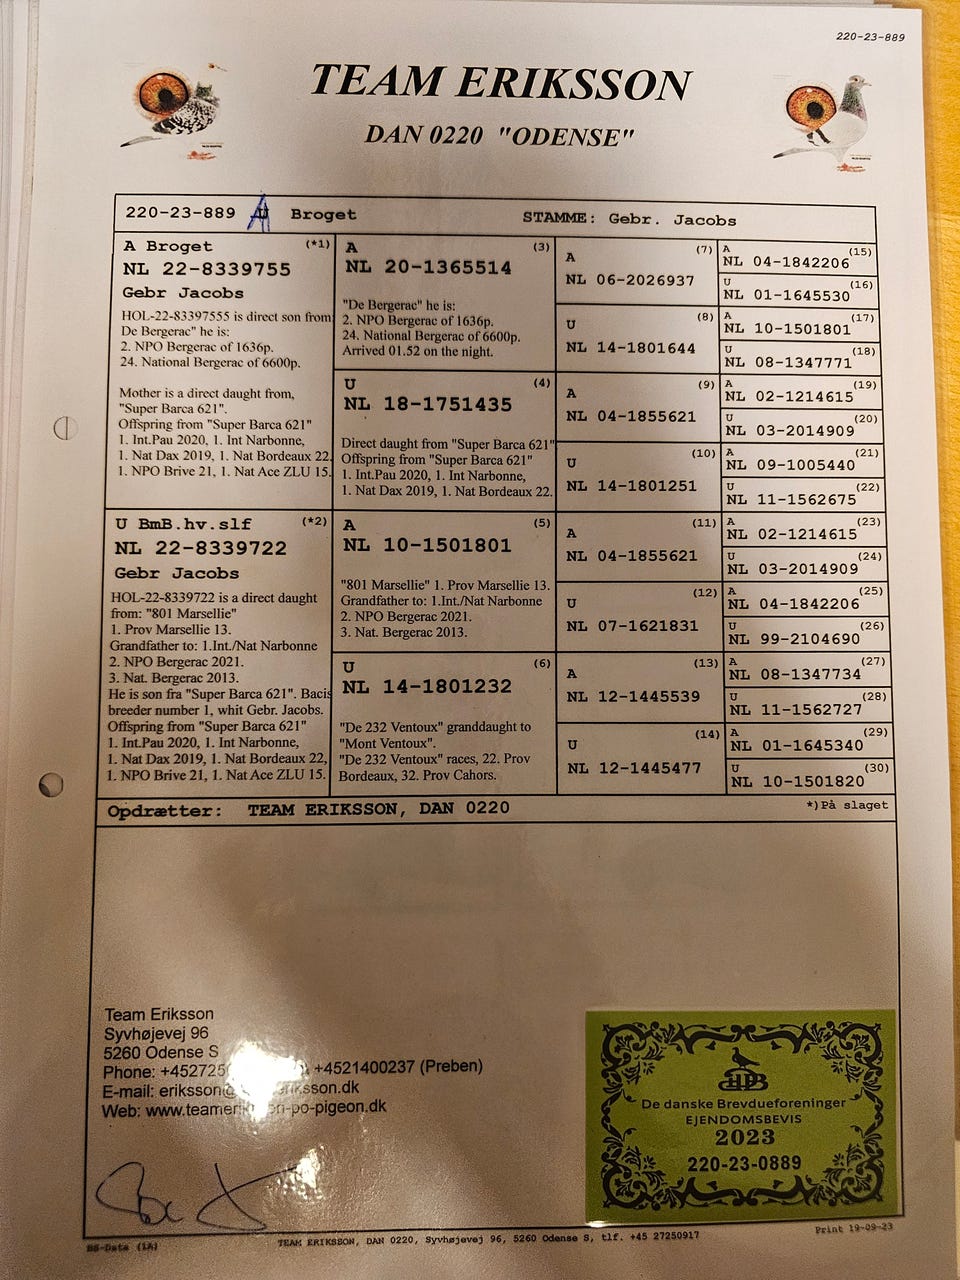 220-23-889
TEAM ERIKSSON
DAN 0220 "ODENSE"
220-23-889 A Broget STAMME: Gebr. Jacobs
A Broget (*1)
NL 22-8339755
Gebr Jacobs
HOL-22-83397555 is direct son from
De Bergerac" he is:
2. NPO Bergerac of 1636p.
24. National Bergerac of 6600p.
Mother is a direct daught from,
"Super Barca 621".
Offspring from "Super Barca 621"
1. Int.Pau 2020, 1. Int Narbonne,
1. Nat Dax 2019, 1. Nat Bordeaux 22.
1. NPO Brive 21, 1. Nat Ace ZLU 15.
U BmB.hv.slf (*2)
NL 22-8339722
Gebr Jacobs
HOL-22-8339722 is a direct daught
from: "801 Marsellie"
1. Prov Marsellie 13.
Grandfather to: 1.Int./Nat Narbonne
2. NPO Bergerac 2021.
3. Nat. Bergerac 2013.
He is son fra "Super Barca 621". Bacis
breeder number 1, whit Gebr. Jacobs.
Offspring from "Super Barca 621"
1. Int.Pau 2020, 1. Int Narbonne,
1. Nat Dax 2019, 1. Nat Bordeaux 22,
1. NPO Brive 21, 1. Nat Ace ZLU 15.
A (3)
NL 20-1365514
"De Bergerac" he is:
2. NPO Bergerac of 1636p.
24. National Bergerac of 6600p.
Arrived 01.52 on the night.
U (4)
NL 18-1751435
Direct daught from "Super Barca 621"
Offspring from "Super Barca 621"
1. Int.Pau 2020, 1. Int Narbonne,
1. Nat Dax 2019, 1. Nat Bordeaux 22.
A (5)
NL 10-1501801
"801 Marsellie" 1. Prov Marsellie 13.
Grandfather to: 1.Int./Nat Narbonne
2. NPO Bergerac 2021.
3. Nat. Bergerac 2013.
U (6)
NL 14-1801232
"De 232 Ventoux" granddaught to
"Mont Ventoux".
"De 232 Ventoux" races, 22. Prov
Bordeaux, 32. Prov Cahors.
A (7)
NL 06-2026937
U (8)
NL 14-1801644
A (9)
NL 04-1855621
U (10)
NL 14-1801251
A (11)
NL 04-1855621
U (12)
NL 07-1621831
A (13)
NL 12-1445539
U (14)
NL 12-1445477
A (15)
NL 04-1842206
U (16)
NL 01-1645530
A (17)
NL 10-1501801
U (18)
NL 08-1347771
A (19)
NL 02-1214615
U (20)
NL 03-2014909
A (21)
NL 09-1005440
U (22)
NL 11-1562675
A (23)
NL 02-1214615
U (24)
NL 03-2014909
A (25)
NL 04-1842206
U (26)
NL 99-2104690
A (27)
NL 08-1347734
U (28)
NL 11-1562727
A (29)
NL 01-1645340
U (30)
NL 10-1501820
Opdrætter: TEAM ERIKSSON, DAN 0220 *)På slaget
Team Eriksson
Syvhøjevej 96
5260 Odense S
Phone: +4521400237 (Preben)
E-mail:
Web:
De danske Brevdueforeninger
EJENDOMSBEVIS
2023
220-23-0889
BS-Data (1A)
TEAM ERIKSSON, DAN 0220, Syvhøjevej 96, 5260 Odense S, tlf. +45 27250917
Print 19-09-23